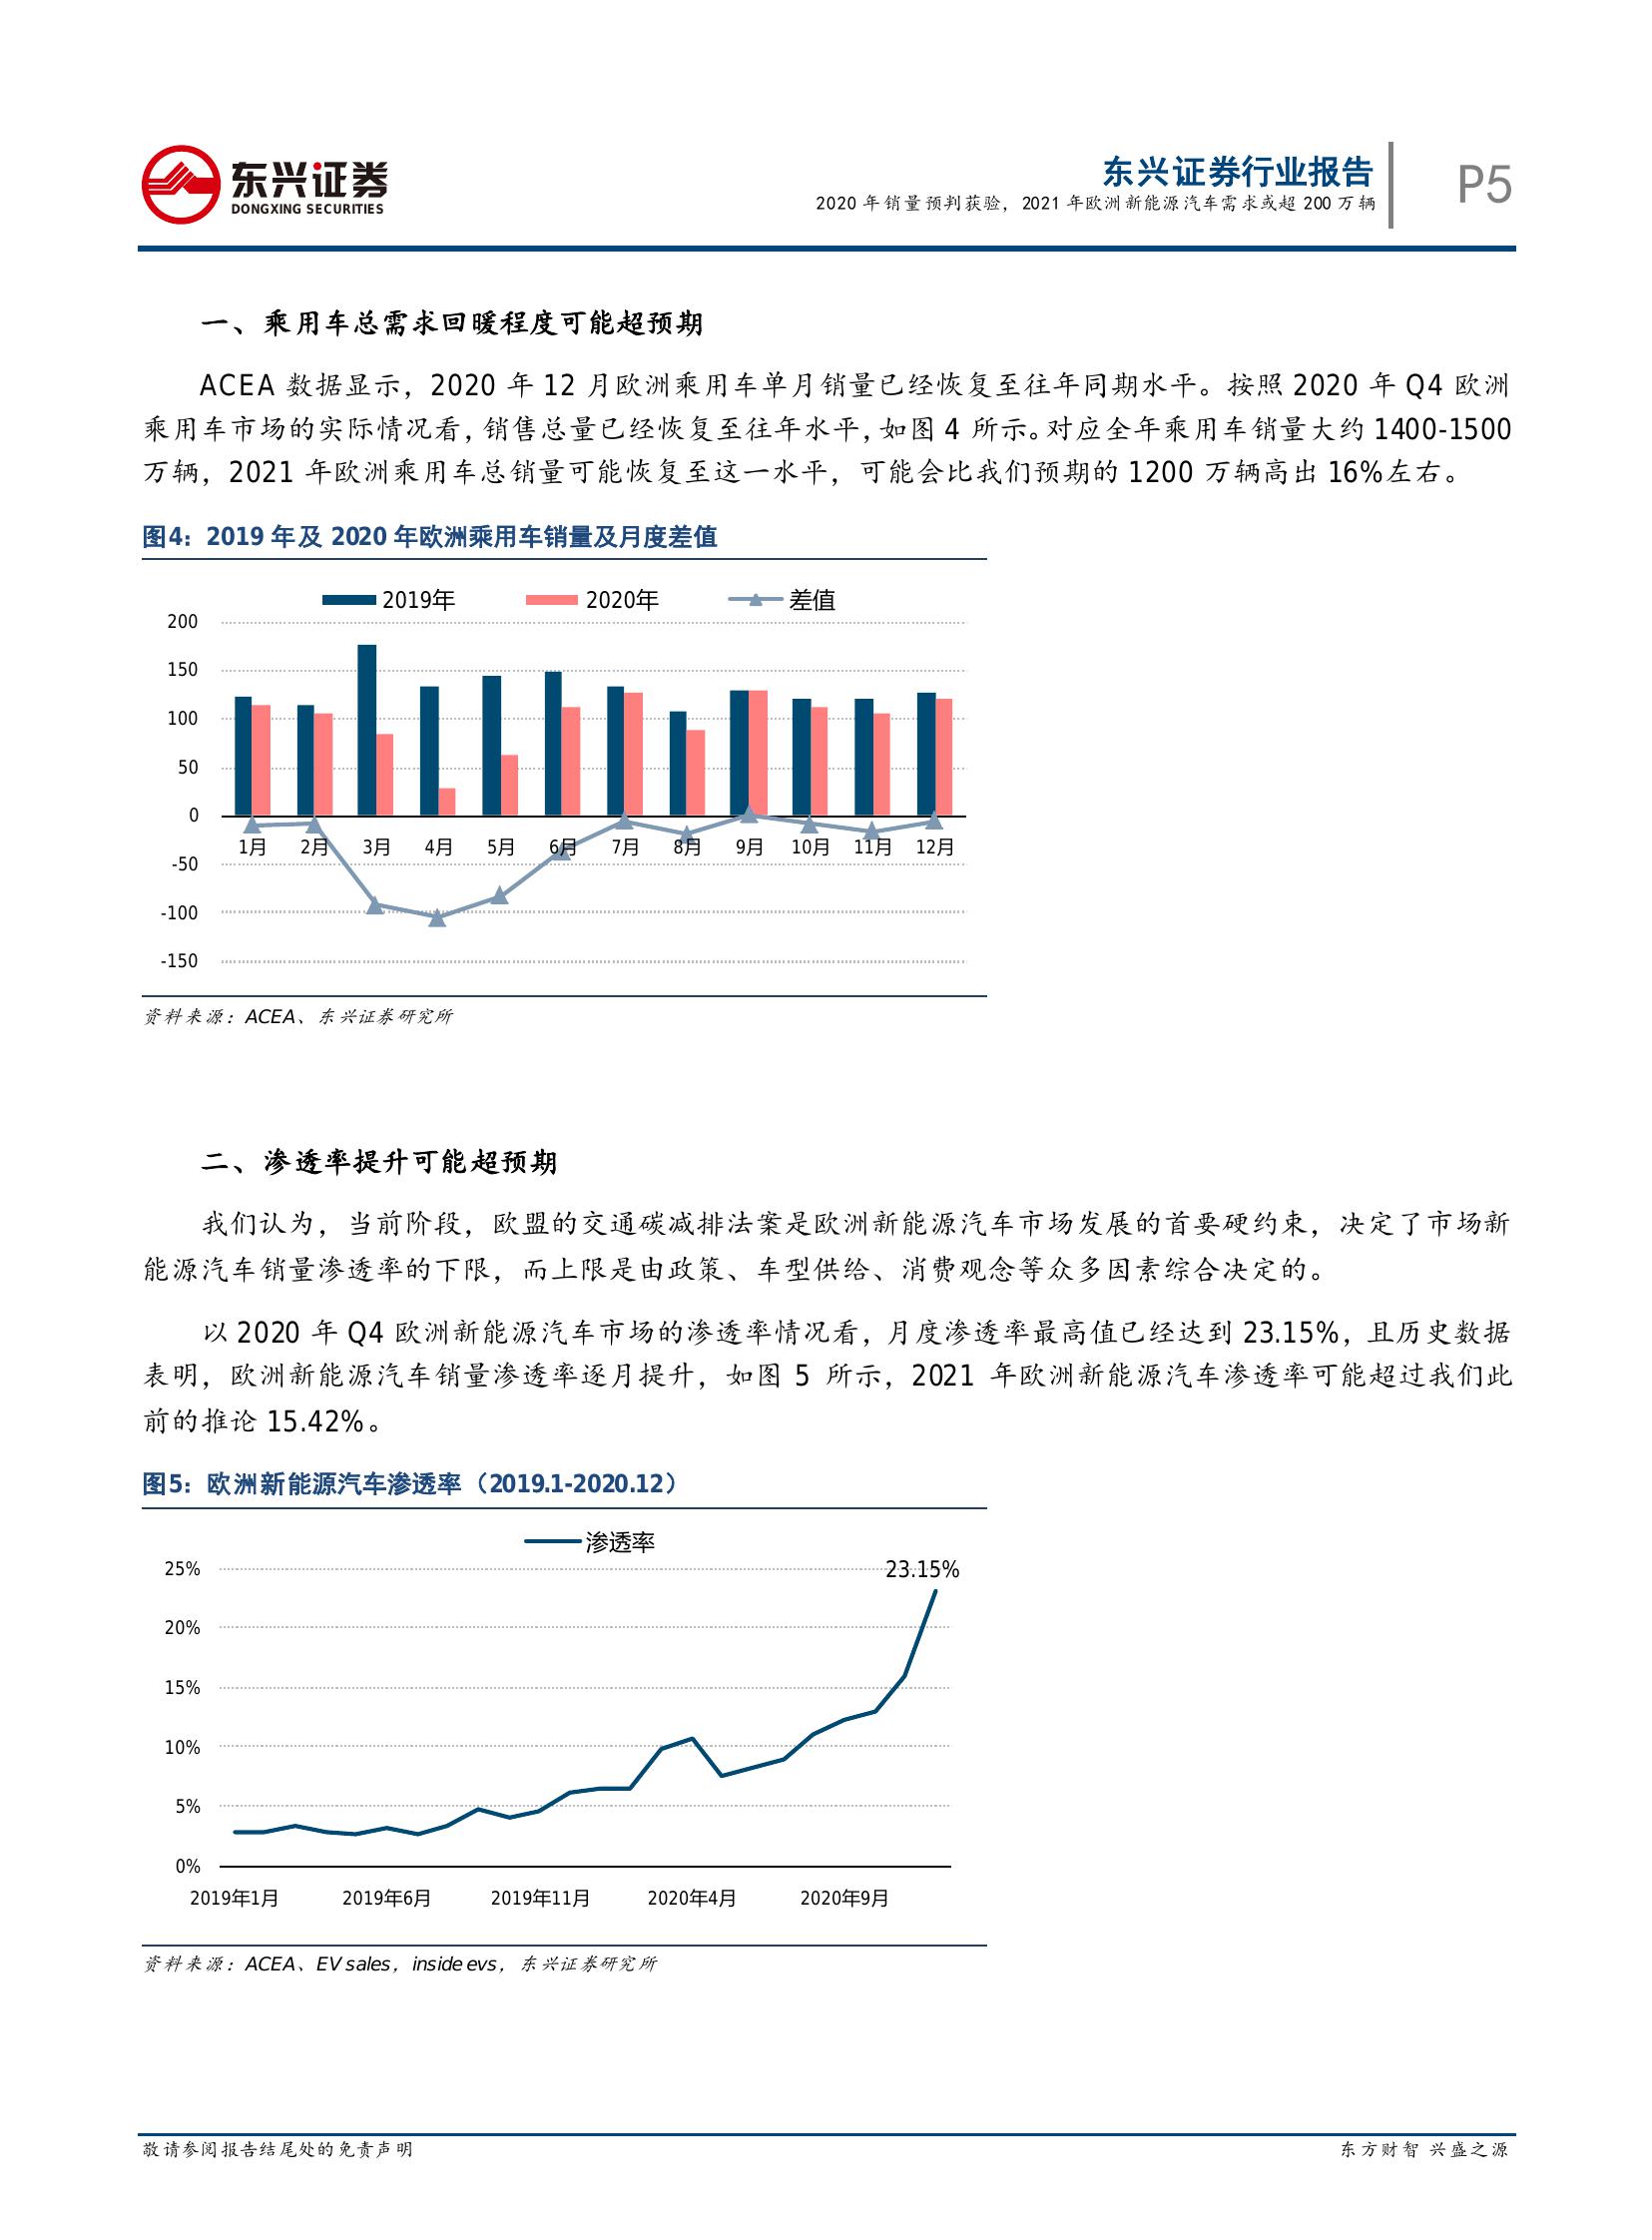 东兴证券
DONGXING SECURITIES
东兴证券行业报告
2020 年销量预判获验，2021 年欧洲新能源汽车需求或超 200 万辆
P5
一、乘用车总需求回暖程度可能超预期
ACEA 数据显示，2020 年 12 月欧洲乘用车单月销量已经恢复至往年同期水平。按照 2020 年 Q4 欧洲
乘用车市场的实际情况看，销售总量已经恢复至往年水平，如图 4 所示。对应全年乘用车销量大约 1400-1500
万辆，2021 年欧洲乘用车总销量可能恢复至这一水平，可能会比我们预期的 1200 万辆高出 16%左右。
图4：2019 年及 2020 年欧洲乘用车销量及月度差值
2019年 2020年 差值
200
150
100
50
0
1月 2月 3月 4月 5月 6月 7月 8月 9月 10月 11月 12月
-50
-100
-150
资料来源：ACEA、东兴证券研究所
二、渗透率提升可能超预期
我们认为，当前阶段，欧盟的交通碳减排法案是欧洲新能源汽车市场发展的首要硬约束，决定了市场新
能源汽车销量渗透率的下限，而上限是由政策、车型供给、消费观念等众多因素综合决定的。
以 2020 年 Q4 欧洲新能源汽车市场的渗透率情况看，月度渗透率最高值已经达到 23.15%，且历史数据
表明，欧洲新能源汽车销量渗透率逐月提升，如图 5 所示，2021 年欧洲新能源汽车渗透率可能超过我们此
前的推论 15.42%。
图5：欧洲新能源汽车渗透率（2019.1-2020.12）
渗透率
25%
23.15%
20%
15%
10%
5%
0%
2019年1月 2019年6月 2019年11月 2020年4月 2020年9月
资料来源：ACEA、EV sales，inside evs，东兴证券研究所
敬请参阅报告结尾处的免责声明
东方财智 兴盛之源